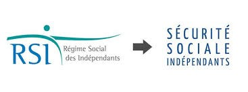 RSI
Régime Social
des Indépendants
SÉCURITÉ
SOCIALE
INDÉPENDANTS